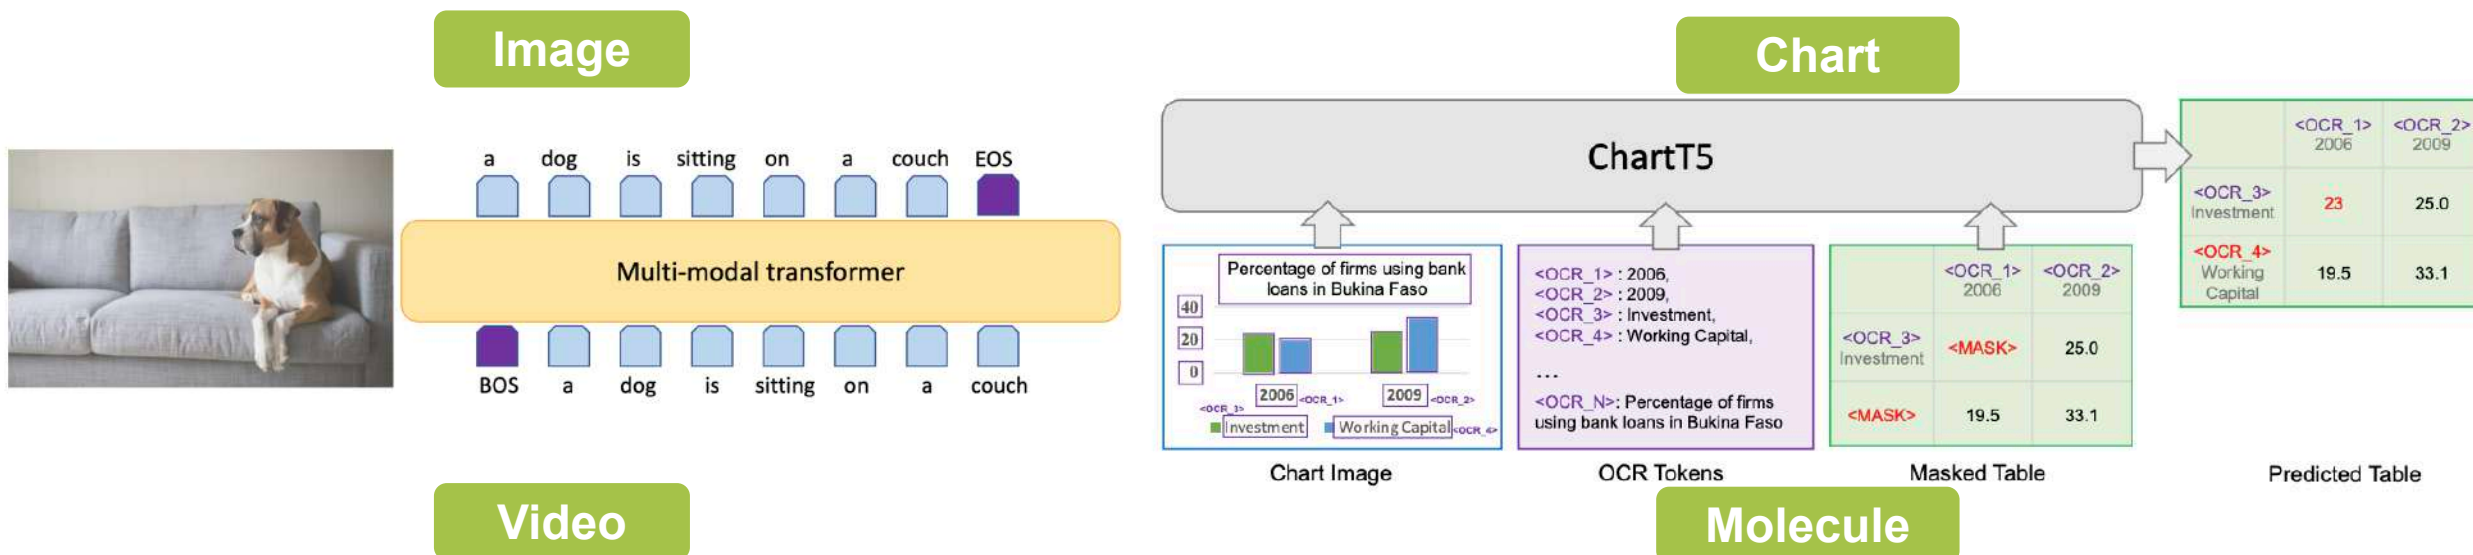 Image
a dog is sitting on a couch EOS
Multi-modal transformer
BOS a dog is sitting on a couch
Video
Chart
ChartT5
Percentage of firms using bank
loans in Bukina Faso
40
20
0
2006 <OCR_1> 2009 <OCR_2>
<OCR_3>
Investment Working Capital <OCR_4>
Chart Image
<OCR_1> : 2006,
<OCR_2> : 2009,
<OCR_3> : Investment,
<OCR_4> : Working Capital,
...
<OCR_N>: Percentage of firms
using bank loans in Bukina Faso
OCR Tokens
<OCR_1> <OCR_2>
2006 2009
<OCR_3>
Investment
<MASK> 25.0
<MASK> 19.5 33.1
Masked Table
<OCR_1> <OCR_2>
2006 2009
<OCR_3>
Investment
23 25.0
<OCR_4>
Working
Capital
19.5 33.1
Predicted Table
Molecule